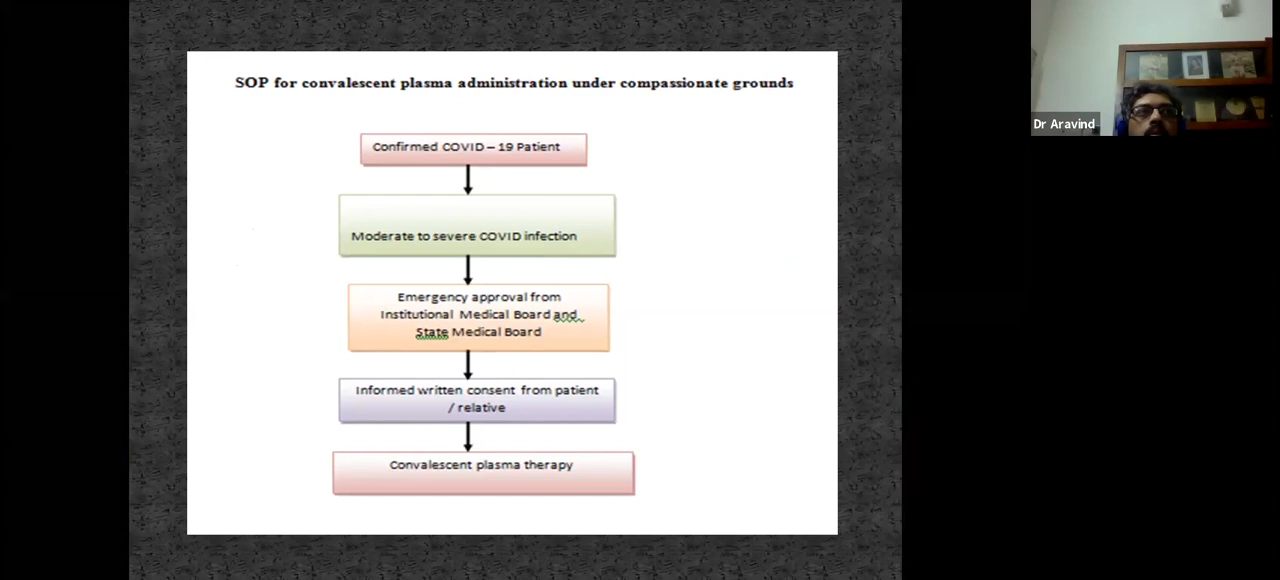 SOP for convalescent plasma administration under compassionate grounds
Confirmed COVID – 19 Patient
Moderate to severe COVID infection
Emergency approval from
Institutional Medical Board and
State Medical Board
Informed written consent from patient
/ relative
Convalescent plasma therapy
Dr Aravind